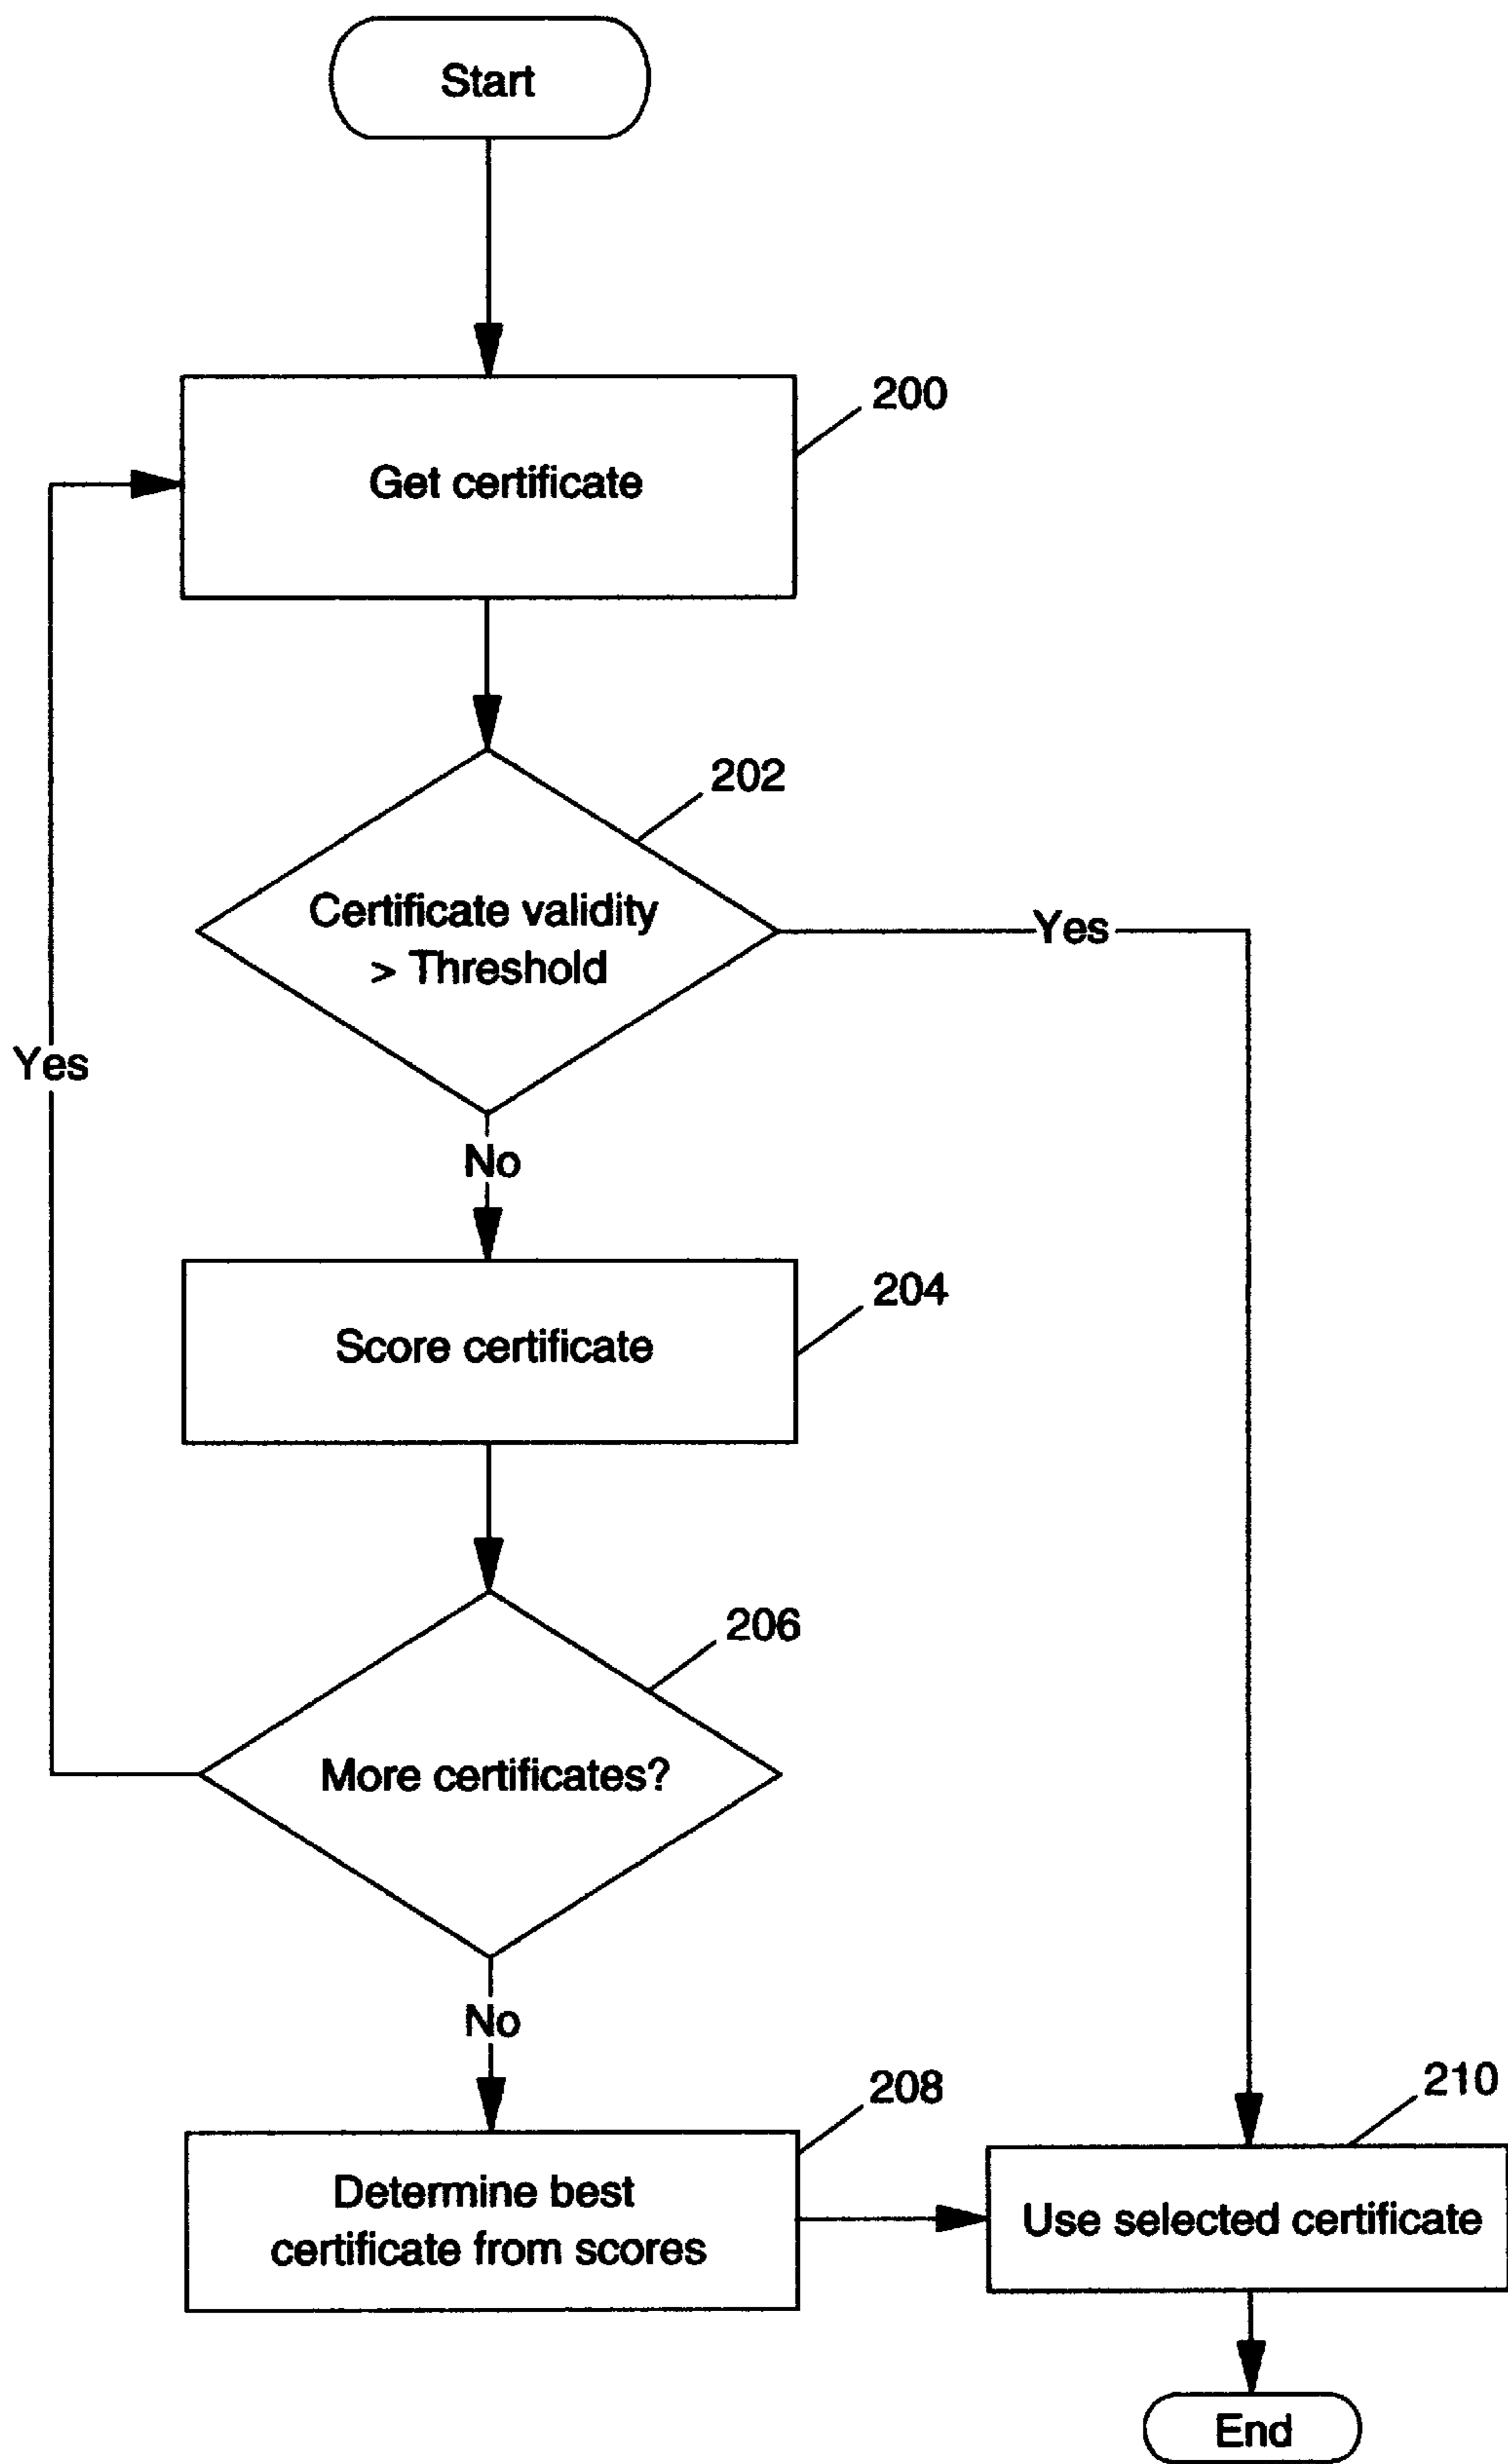 Start
200
Get certificate
202
Certificate validity
> Threshold
Yes
Yes
No
204
Score certificate
206
More certificates?
No
208
210
Determine best
certificate from scores
Use selected certificate
End